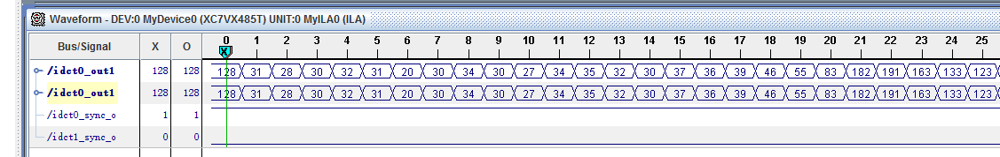 Waveform - DEV:0 MyDevice0 (XC7VX485T) UNIT:0 MyILA0 (ILA)
Bus/Signal X O 0 1 2 3 4 5 6 7 8 9 10 11 12 13 14 15 16 17 18 19 20 21 22 23 24 25
X
/idct0_out1 128 128 128 31 28 30 32 31 20 30 34 30 27 34 35 32 30 37 36 39 46 55 83 182 191 163 133 123
/idct0_out1 128 128 128 31 28 30 32 31 20 30 34 30 27 34 35 32 30 37 36 39 46 55 83 182 191 163 133 123
/idct0_sync_o 1 1
/idct1_sync_o 0 0